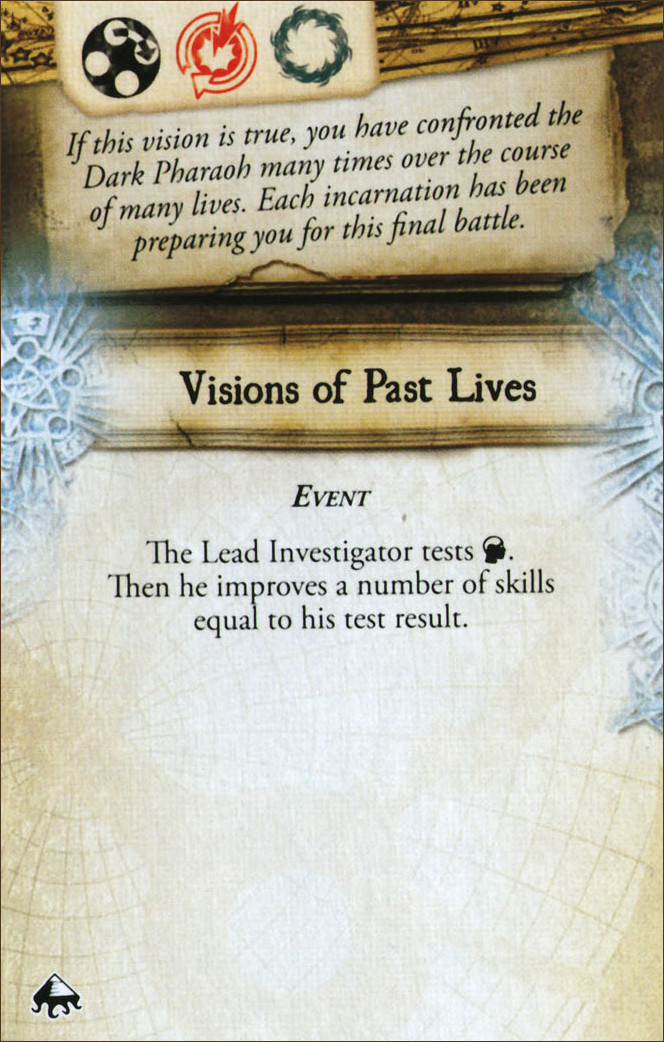 If this vision is true, you have confronted the
Dark Pharaoh many times over the course
of many lives. Each incarnation has been
preparing you for this final battle.
Visions of Past Lives
Event
The Lead Investigator tests .
Then he improves a number of skills
equal to his test result.